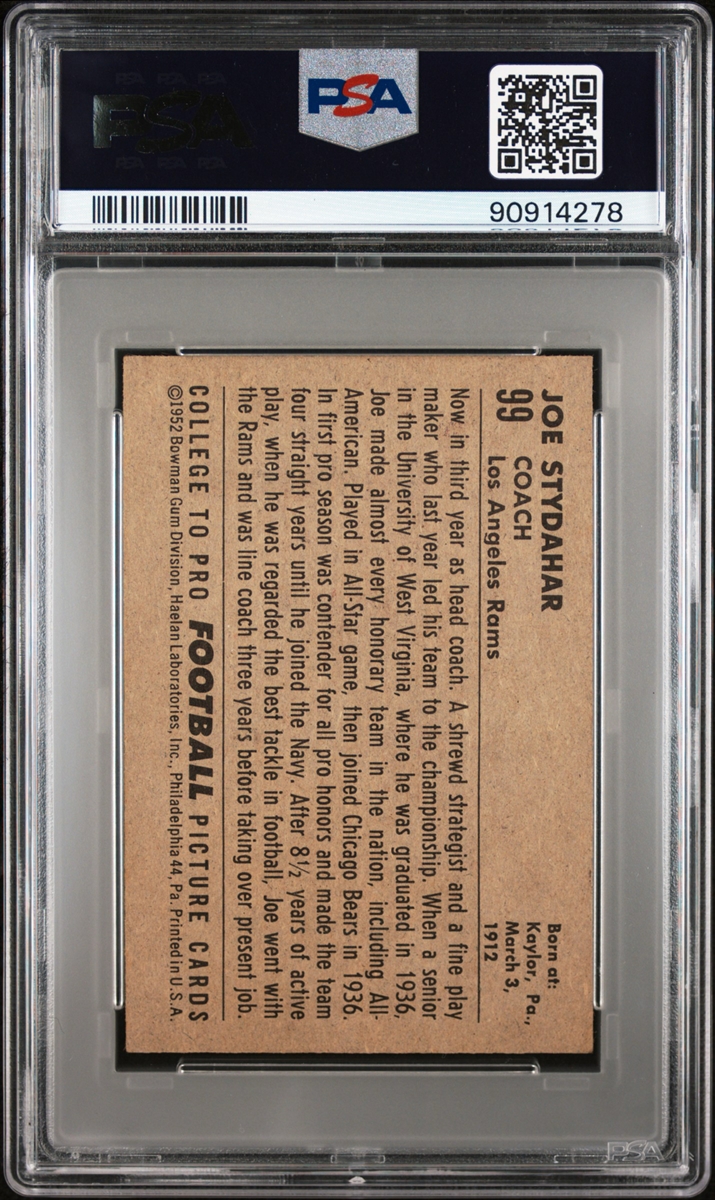 PSA
PSA
90914278
JOE STYDAHAR
99
COACH
Los Angeles Rams
Born at:
Kaylor, Pa.,
March 3,
1912
Now in third year as head coach. A shrewd strategist and a fine play
maker who last year led his team to the championship. When a senior
in the University of West Virginia, where he was graduated in 1936,
Joe made almost every honorary team in the nation, including All-
American. Played in All-Star game, then joined Chicago Bears in 1936.
In first pro season was contender for all pro honors and made the team
four straight years until he joined the Navy. After 8½ years of active
play, when he was regarded the best tackle in football, Joe went with
the Rams and was line coach three years before taking over present job.
COLLEGE TO PRO FOOTBALL PICTURE CARDS
©1952 Bowman Gum Division, Haelan Laboratories, Inc., Philadelphia 44, Pa. Printed in U.S.A.
PSA